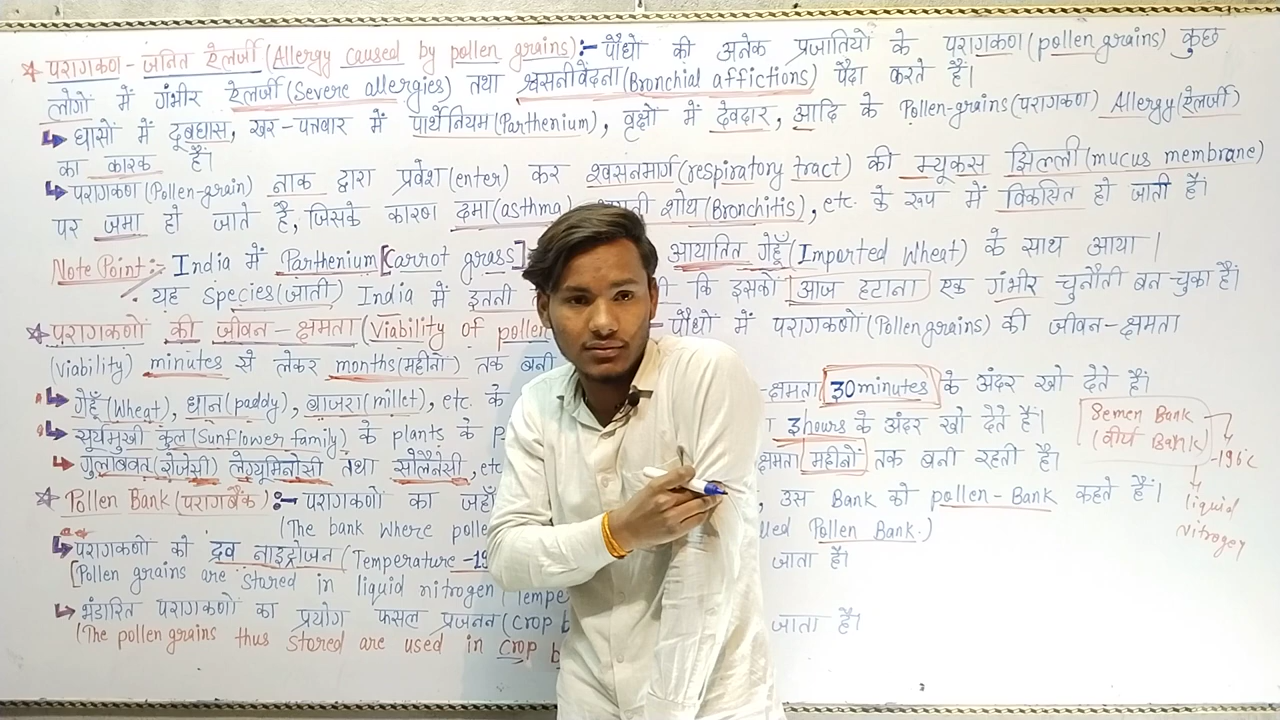 * परागकण - जनित ऐलर्जी (Allergy caused by pollen grains) :- पौधों की अनेक प्रजातियों के परागकण (pollen grains) कुछ
लोगों में गंभीर ऐलर्जी (Severe allergies) तथा श्वसनीवेदना (Bronchial affictions) पैदा करते हैं।
↳ घासों में दूबघास, खर-पतवार में पार्थेनियम (Parthenium), वृक्षों में देवदार, आदि के Pollen-grains (परागकण) Allergy (ऐलर्जी)
का कारक है।
↳ परागकण (Pollen-grain) नाक द्वारा प्रवेश (enter) कर श्वसनमार्ग (respiratory tract) की म्यूकस झिल्ली (mucus membrane)
पर जमा हो जाते हैं, जिसके कारण दमा (asthma) शोथ (Bronchitis), etc. के रूप में विकसित हो जाती है।
Note Point :- India में Parthenium [Carrot grass] आयातित गेहूँ (Imported Wheat) के साथ आया।
यह species (जाती) India में इतनी कि इसको आज हटाना एक गंभीर चुनौती बन चुका है।
* परागकणों की जीवन-क्षमता (Viability of pollen - पौधों में परागकणों (Pollen grains) की जीवन-क्षमता
(Viability) minutes से लेकर months (महीनों) तक बनी
↳ गेहूँ (Wheat), धान (paddy), बाजरा (millet), etc. के -क्षमता 30 minutes के अंदर खो देते हैं।
↳ सूर्यमुखी कुल (Sunflower family) के plants के 3 hours के अंदर खो देते हैं।
↳ गुलाबवत (रोजेसी) लेग्यूमिनोसी तथा सोलैनेसी, etc क्षमता महीनों तक बनी रहती है।
Semen Bank
(वीर्य Bank)
-196°c
liquid
Nitrogen
* Pollen Bank (परागबैंक) :- परागकणों का जहाँ , उस Bank को pollen-Bank कहते हैं।
(The bank where polle lled Pollen Bank.)
↳ परागकणों को द्रव नाइट्रोजन (Temperature -19 जाता है।
[Pollen grains are stored in liquid nitrogen (Tempe
↳ भंडारित परागकणों का प्रयोग फसल प्रजनन (Crop b जाता है।
(The pollen grains thus stored are used in crop b